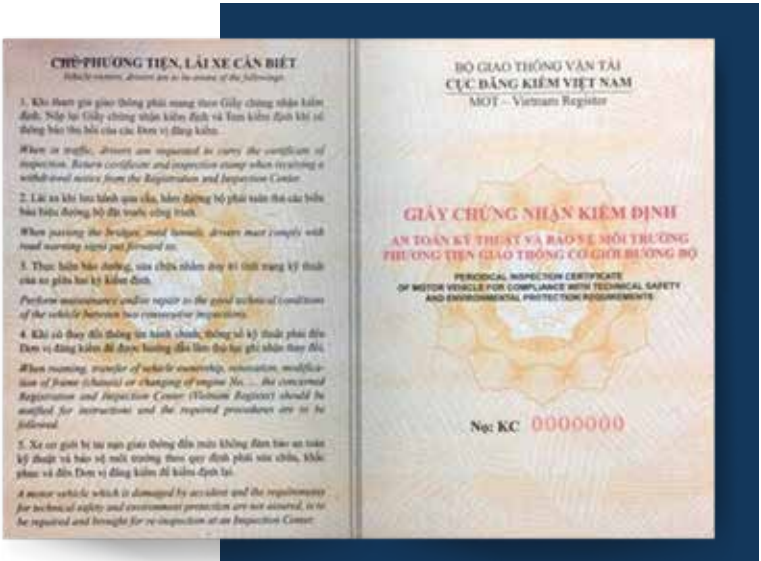 CHỦ PHƯƠNG TIỆN, LÁI XE CẦN BIẾT
Vehicle owners, drivers are to be aware of the followings
1. Khi tham gia giao thông phải mang theo Giấy chứng nhận kiểm
định. Nộp lại Giấy chứng nhận kiểm định và Tem kiểm định khi có
thông báo thu hồi của các Đơn vị đăng kiểm.
When in traffic, drivers are requested to carry the certificate of
inspection. Return certificate and inspection stamp when receiving a
withdrawal notice from the Registration and Inspection Center.
2. Lái xe khi lưu hành qua cầu, hầm đường bộ phải tuân thủ các biển
báo hiệu đường bộ đặt trước công trình.
When passing the bridges, road tunnels, drivers must comply with
road warning signs put forward to.
3. Thực hiện bảo dưỡng, sửa chữa nhằm duy trì tình trạng kỹ thuật
của xe giữa hai kỳ kiểm định.
Perform maintenance and/or repair to the good technical conditions
of the vehicle between two consecutive inspections.
4. Khi có thay đổi thông tin hành chính, thông số kỹ thuật phải đến
Đơn vị đăng kiểm để được hướng dẫn làm thủ tục ghi nhận thay đổi.
When roaming, transfer of vehicle ownership, renovation, modifica-
tion of frame (chassis) or changing of engine No. ... the concerned
Registration and Inspection Center (Vietnam Register) should be
notified for instructions and the required procedures are to be
followed.
5. Xe cơ giới bị tai nạn giao thông đến mức không đảm bảo an toàn
kỹ thuật và bảo vệ môi trường theo quy định phải sửa chữa, khắc
phục và đến Đơn vị đăng kiểm để kiểm định lại.
A motor vehicle which is damaged by accident and the requirements
for technical safety and environment protection are not assured, is to
be repaired and brought for re-inspection at an Inspection Center.
BỘ GIAO THÔNG VẬN TẢI
CỤC ĐĂNG KIỂM VIỆT NAM
MOT – Vietnam Register
GIẤY CHỨNG NHẬN KIỂM ĐỊNH
AN TOÀN KỸ THUẬT VÀ BẢO VỆ MÔI TRƯỜNG
PHƯƠNG TIỆN GIAO THÔNG CƠ GIỚI ĐƯỜNG BỘ
PERIODICAL INSPECTION CERTIFICATE
OF MOTOR VEHICLE FOR COMPLIANCE WITH TECHNICAL SAFETY
AND ENVIRONMENTAL PROTECTION REQUIREMENTS
No: KC 0000000